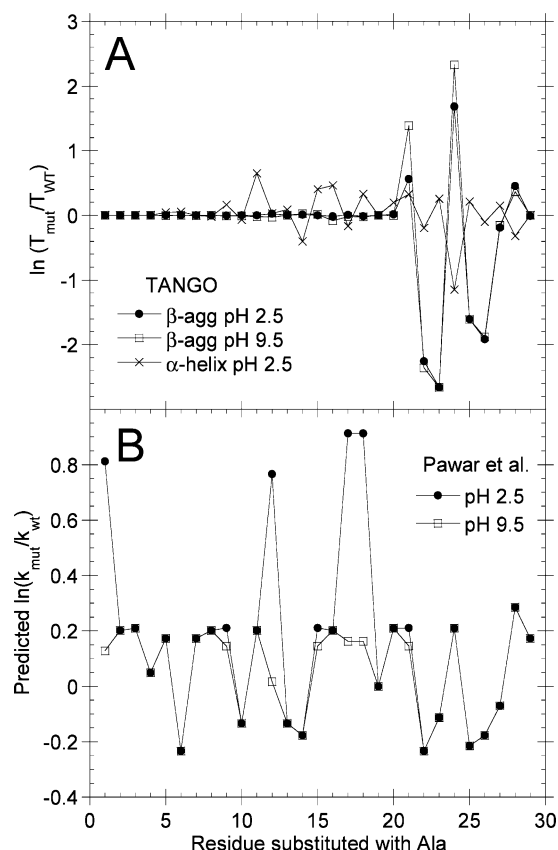 3
A
2
1
0
-1
-2
ln (T_mut/T_WT)
TANGO
β-agg pH 2.5
β-agg pH 9.5
α-helix pH 2.5
B
0.8
0.6
0.4
0.2
0
-0.2
-0.4
Predicted ln(k_mut/k_wt)
Pawar et al.
pH 2.5
pH 9.5
0 5 10 15 20 25 30
Residue substituted with Ala